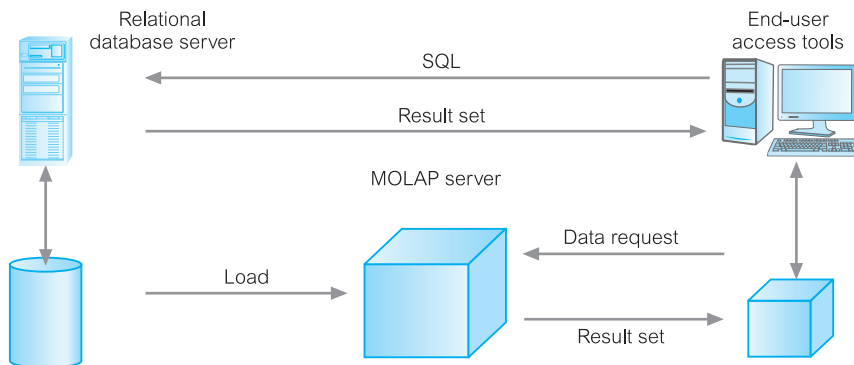 Relational
database server
End-user
access tools
SQL
Result set
MOLAP server
Data request
Load
Result set